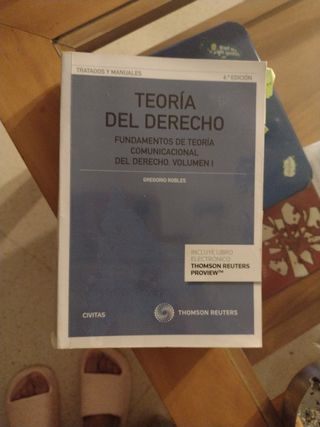 TRATADOS Y MANUALES
6.ª EDICIÓN
TEORÍA
DEL DERECHO
FUNDAMENTOS DE TEORÍA
COMUNICACIONAL
DEL DERECHO. VOLUMEN I
GREGORIO ROBLES
INCLUYE LIBRO
ELECTRÓNICO
THOMSON REUTERS
PROVIEW™
CIVITAS
THOMSON REUTERS